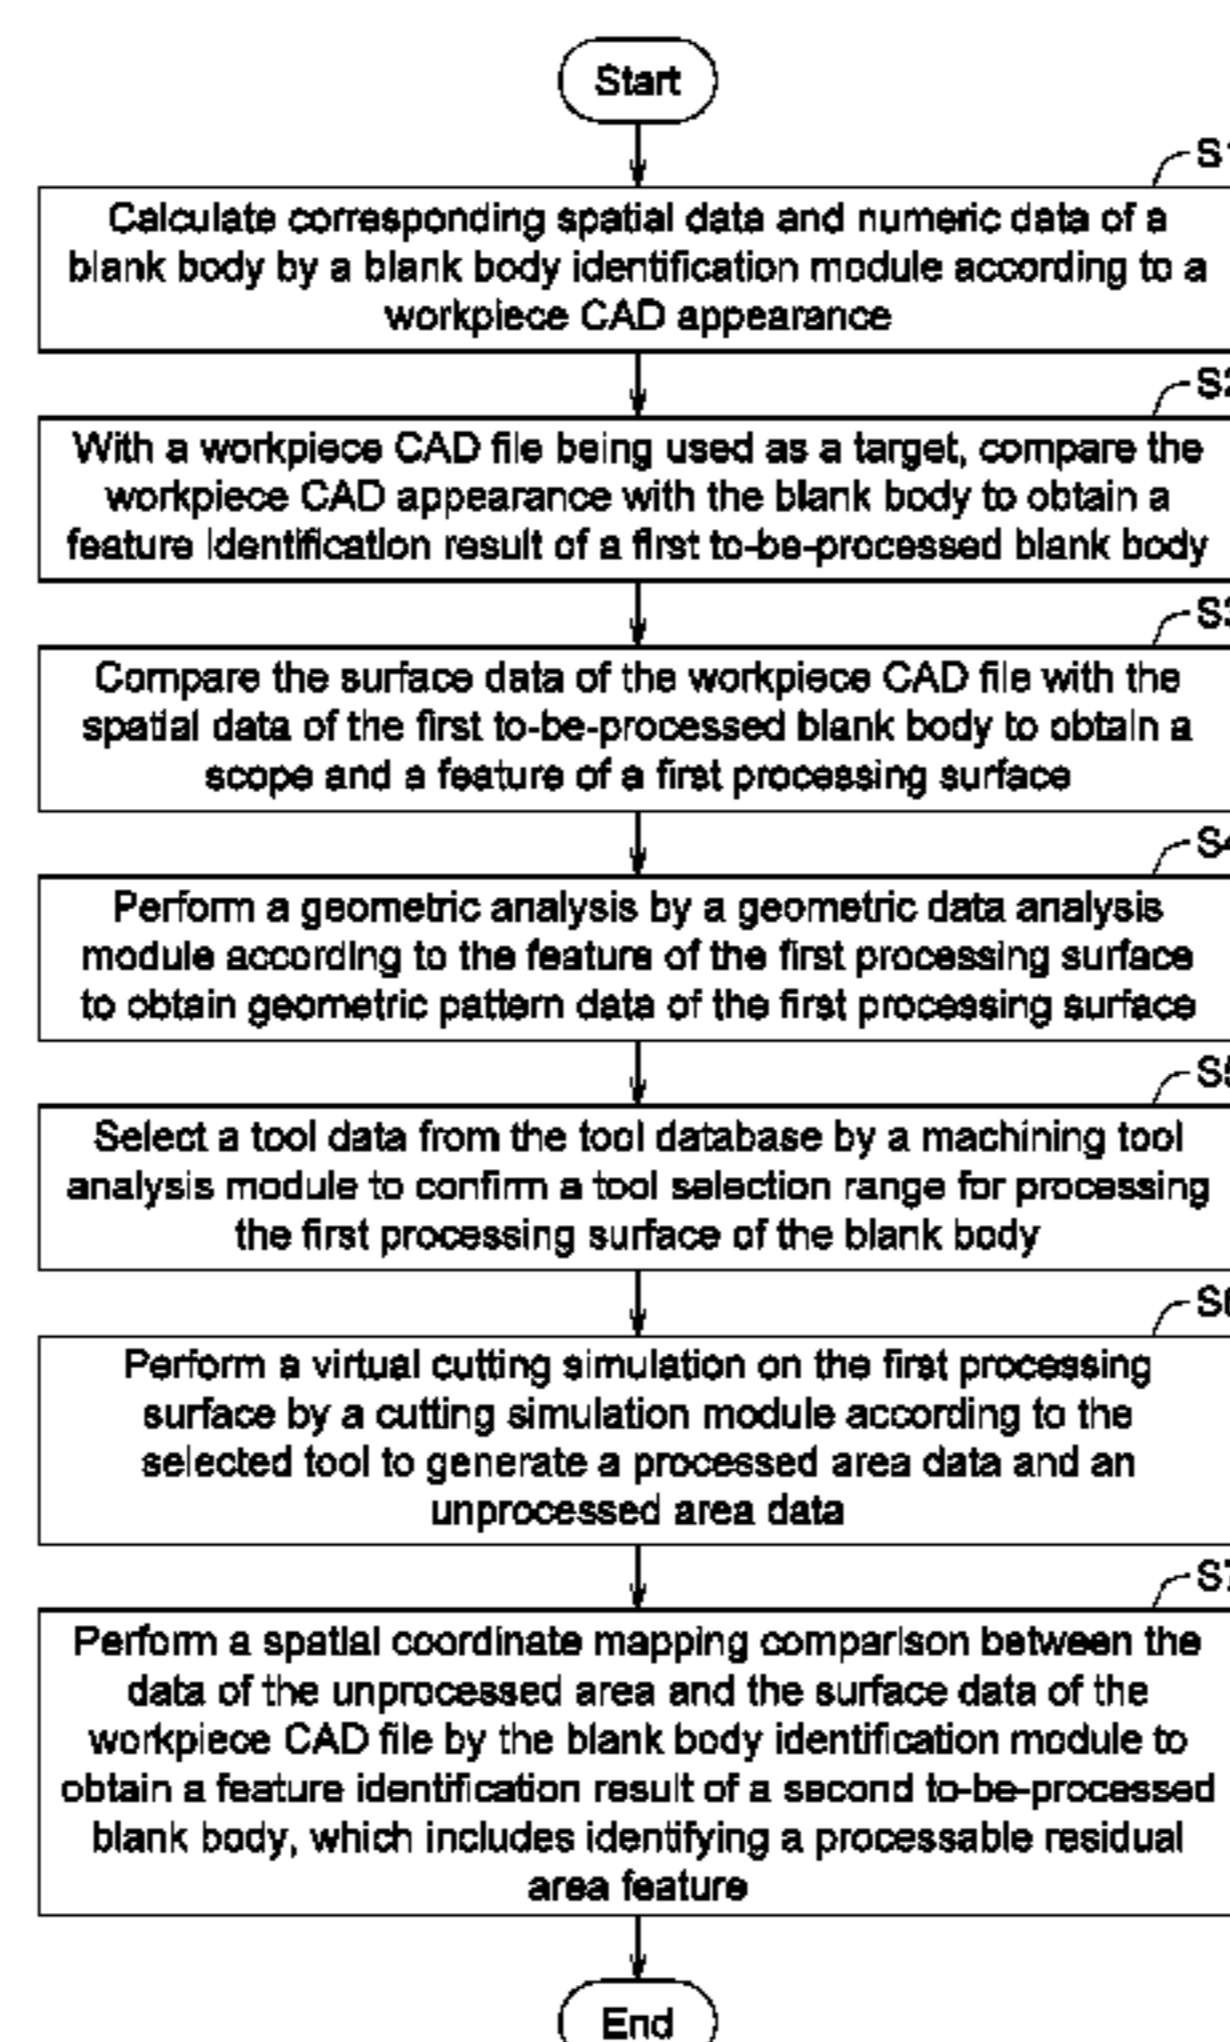 Start
S1
Calculate corresponding spatial data and numeric data of a
blank body by a blank body identification module according to a
workpiece CAD appearance
S2
With a workpiece CAD file being used as a target, compare the
workpiece CAD appearance with the blank body to obtain a
feature identification result of a first to-be-processed blank body
S3
Compare the surface data of the workpiece CAD file with the
spatial data of the first to-be-processed blank body to obtain a
scope and a feature of a first processing surface
S4
Perform a geometric analysis by a geometric data analysis
module according to the feature of the first processing surface
to obtain geometric pattern data of the first processing surface
S5
Select a tool data from the tool database by a machining tool
analysis module to confirm a tool selection range for processing
the first processing surface of the blank body
S6
Perform a virtual cutting simulation on the first processing
surface by a cutting simulation module according to the
selected tool to generate a processed area data and an
unprocessed area data
S7
Perform a spatial coordinate mapping comparison between the
data of the unprocessed area and the surface data of the
workpiece CAD file by the blank body identification module to
obtain a feature identification result of a second to-be-processed
blank body, which includes identifying a processable residual
area feature
End